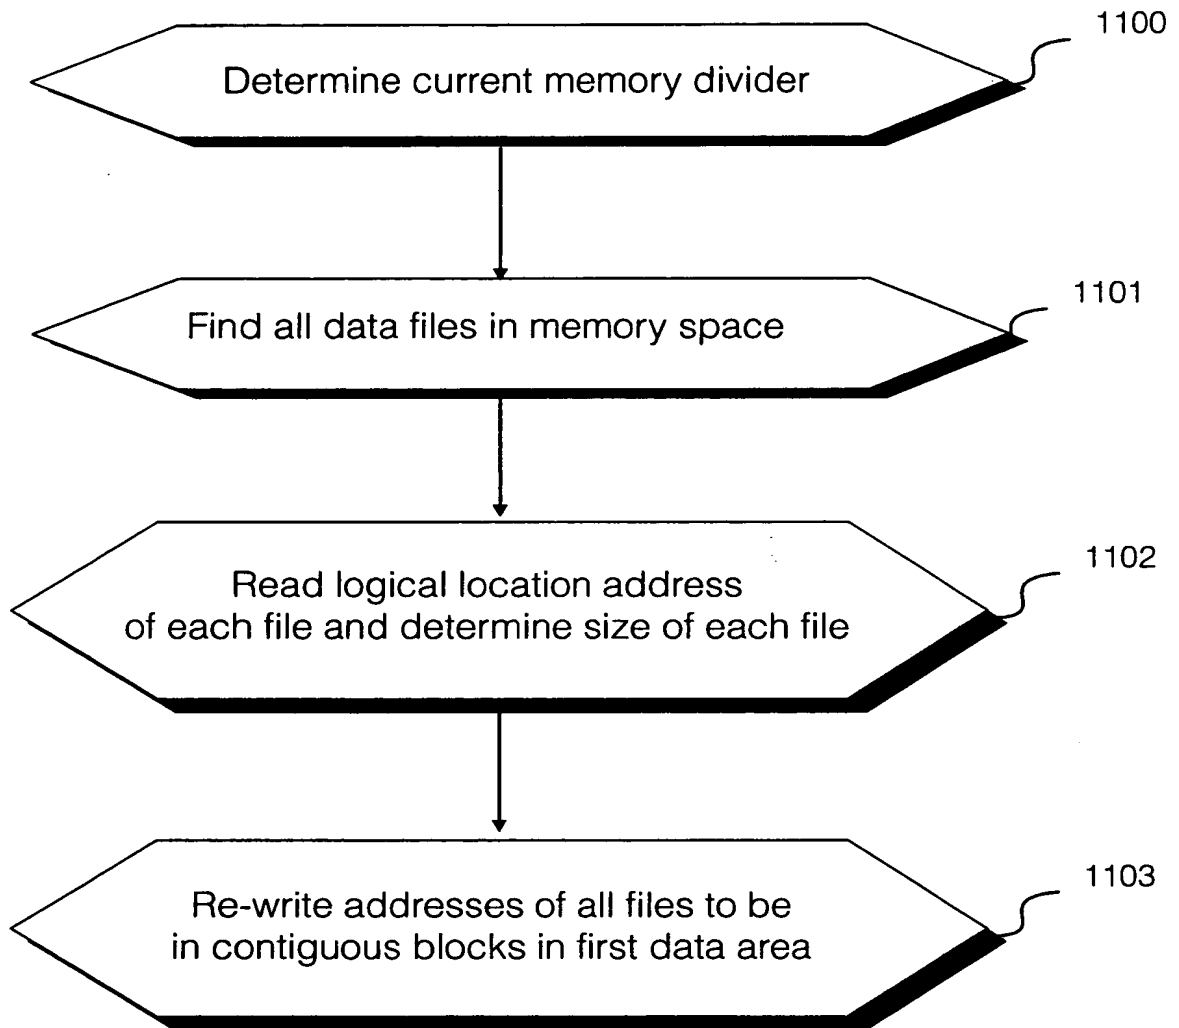 1100
Determine current memory divider
1101
Find all data files in memory space
1102
Read logical location address
of each file and determine size of each file
1103
Re-write addresses of all files to be
in contiguous blocks in first data area